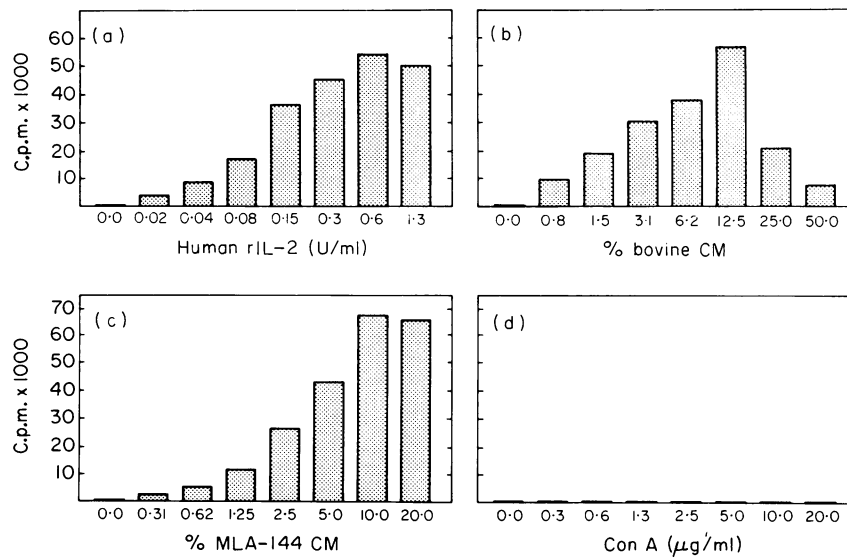 (a)
(b)
C.p.m. x 1000
60
50
40
30
20
10
0·0 0·02 0·04 0·08 0·15 0·3 0·6 1·3
Human rIL-2 (U/ml)
0·0 0·8 1·5 3·1 6·2 12·5 25·0 50·0
% bovine CM
(c)
(d)
C.p.m. x 1000
70
60
50
40
30
20
10
0·0 0·31 0·62 1·25 2·5 5·0 10·0 20·0
% MLA-144 CM
0·0 0·3 0·6 1·3 2·5 5·0 10·0 20·0
Con A (μg/ml)